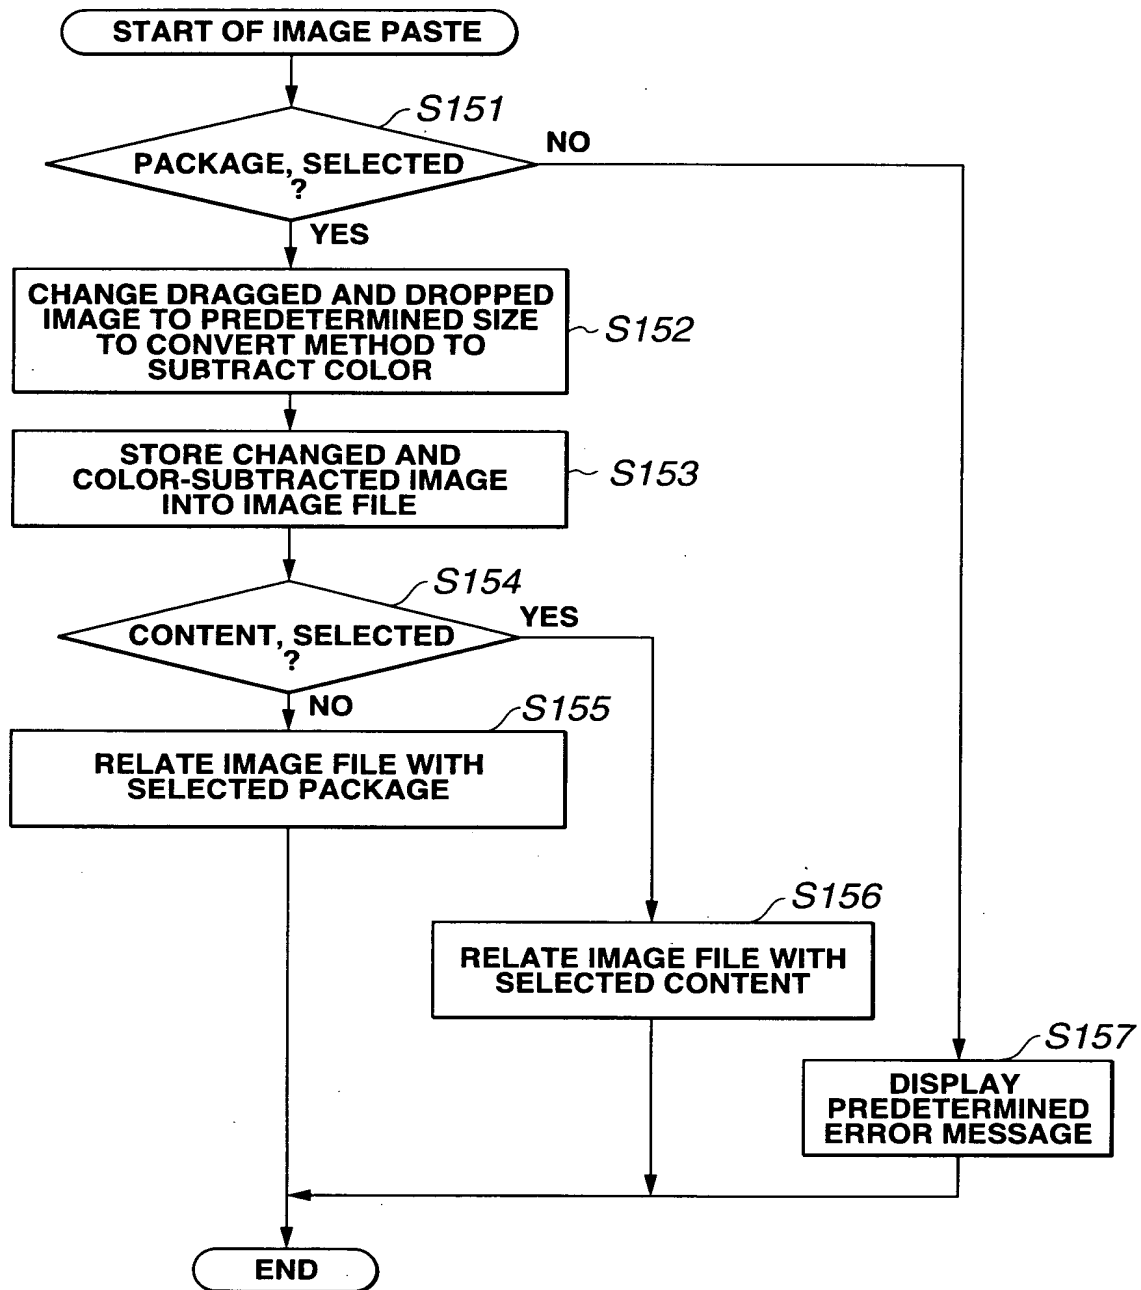 START OF IMAGE PASTE
S151
PACKAGE, SELECTED
?
NO
YES
CHANGE DRAGGED AND DROPPED
IMAGE TO PREDETERMINED SIZE
TO CONVERT METHOD TO
SUBTRACT COLOR
S152
STORE CHANGED AND
COLOR-SUBTRACTED IMAGE
INTO IMAGE FILE
S153
S154
CONTENT, SELECTED
?
YES
NO
S155
RELATE IMAGE FILE WITH
SELECTED PACKAGE
S156
RELATE IMAGE FILE WITH
SELECTED CONTENT
S157
DISPLAY
PREDETERMINED
ERROR MESSAGE
END